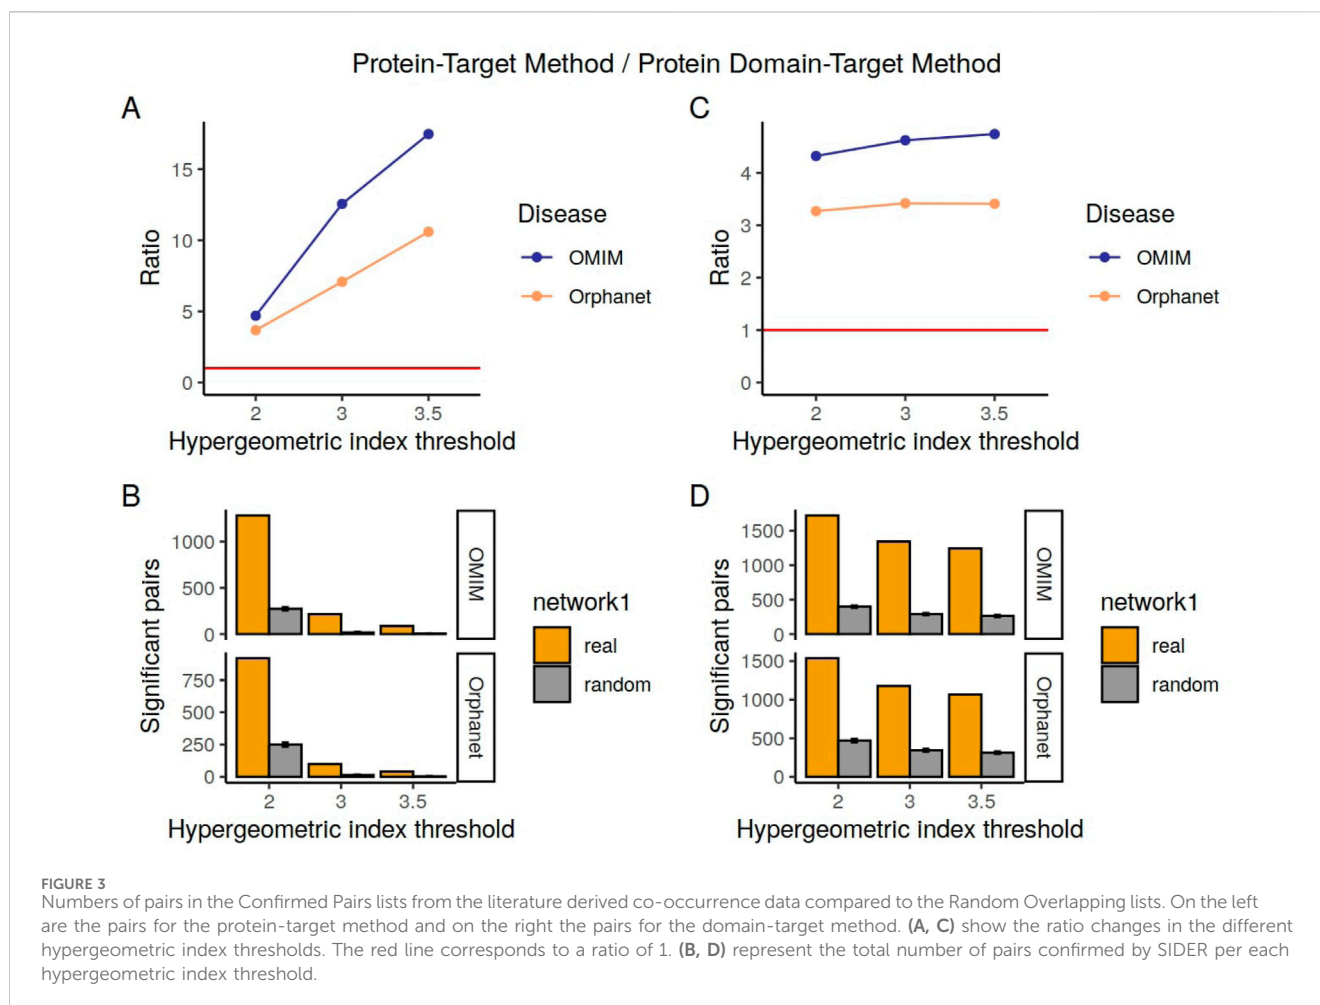 Protein-Target Method / Protein Domain-Target Method
A
15
10
5
0
Ratio
2 3 3.5
Hypergeometric index threshold
Disease
OMIM
Orphanet
C
4
3
2
1
0
Ratio
2 3 3.5
Hypergeometric index threshold
Disease
OMIM
Orphanet
B
1000
500
0
OMIM
750
500
250
0
Orphanet
Significant pairs
2 3 3.5
Hypergeometric index threshold
network1
real
random
D
1500
1000
500
0
OMIM
1500
1000
500
0
Orphanet
Significant pairs
2 3 3.5
Hypergeometric index threshold
network1
real
random
FIGURE 3
Numbers of pairs in the Confirmed Pairs lists from the literature derived co-occurrence data compared to the Random Overlapping lists. On the left
are the pairs for the protein-target method and on the right the pairs for the domain-target method. (A, C) show the ratio changes in the different
hypergeometric index thresholds. The red line corresponds to a ratio of 1. (B, D) represent the total number of pairs confirmed by SIDER per each
hypergeometric index threshold.